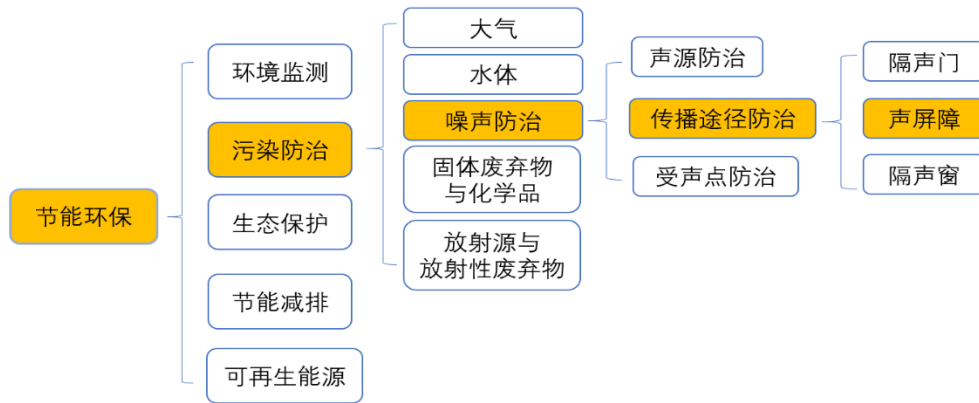 节能环保
环境监测
污染防治
生态保护
节能减排
可再生能源
大气
水体
噪声防治
固体废弃物
与化学品
放射源与
放射性废弃物
声源防治
传播途径防治
受声点防治
隔声门
声屏障
隔声窗